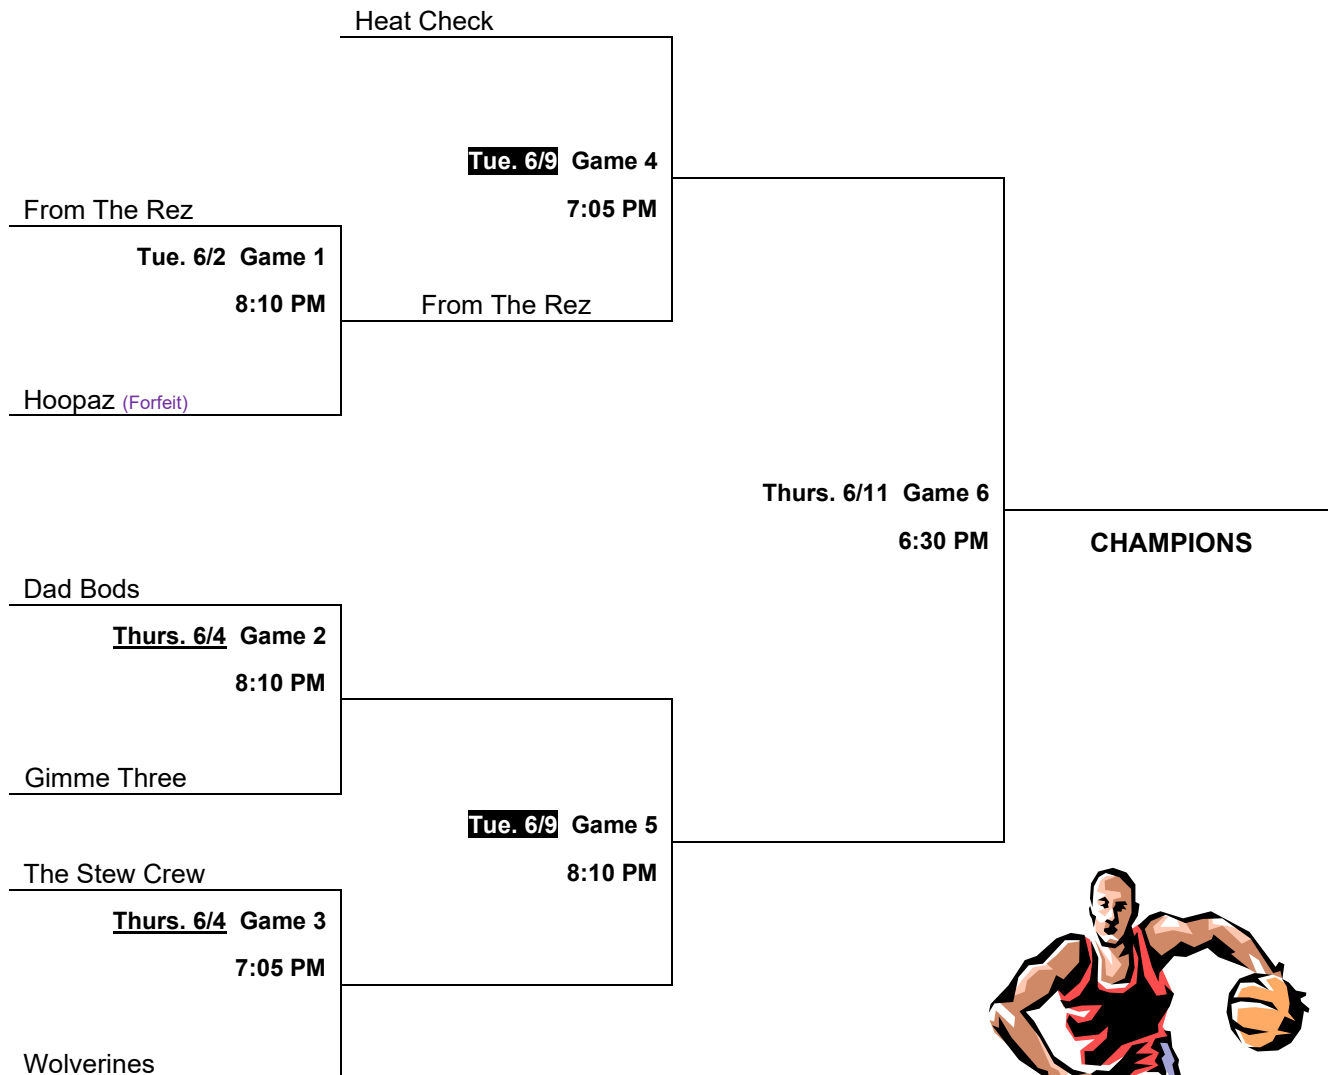 Heat Check
Tue. 6/9 Game 4
7:05 PM
From The Rez
Tue. 6/2 Game 1
8:10 PM
From The Rez
Hoopaz (Forfeit)
Thurs. 6/11 Game 6
6:30 PM
CHAMPIONS
Dad Bods
Thurs. 6/4 Game 2
8:10 PM
Gimme Three
Tue. 6/9 Game 5
8:10 PM
The Stew Crew
Thurs. 6/4 Game 3
7:05 PM
Wolverines